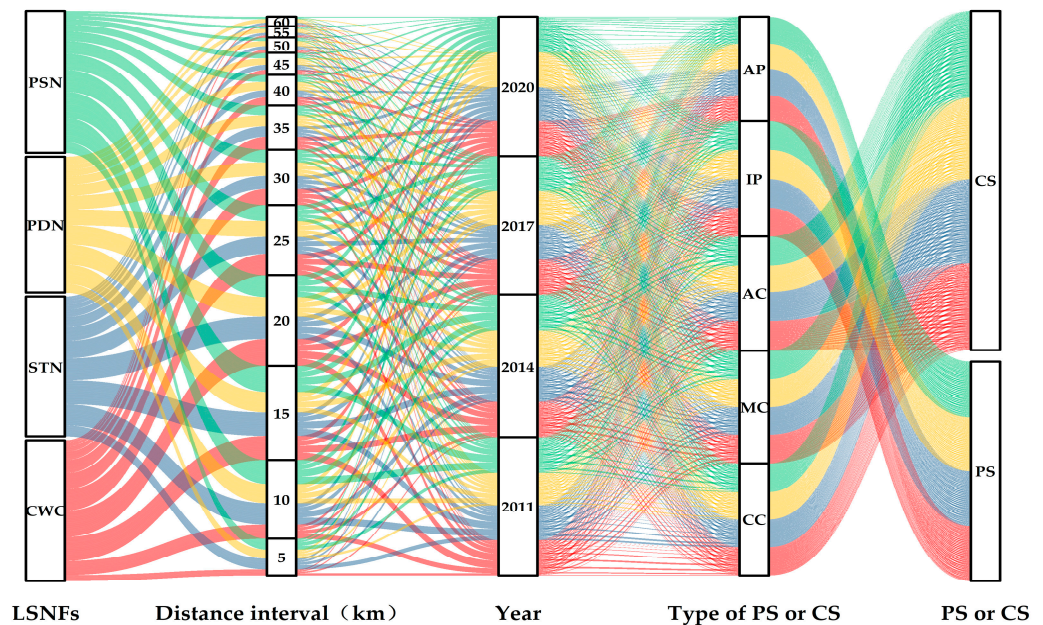 PSN
PDN
STN
CWC
60
55
50
45
40
35
30
25
20
15
10
5
2020
2017
2014
2011
AP
IP
AC
MC
CC
CS
PS
LSNFs Distance interval（km） Year Type of PS or CS PS or CS